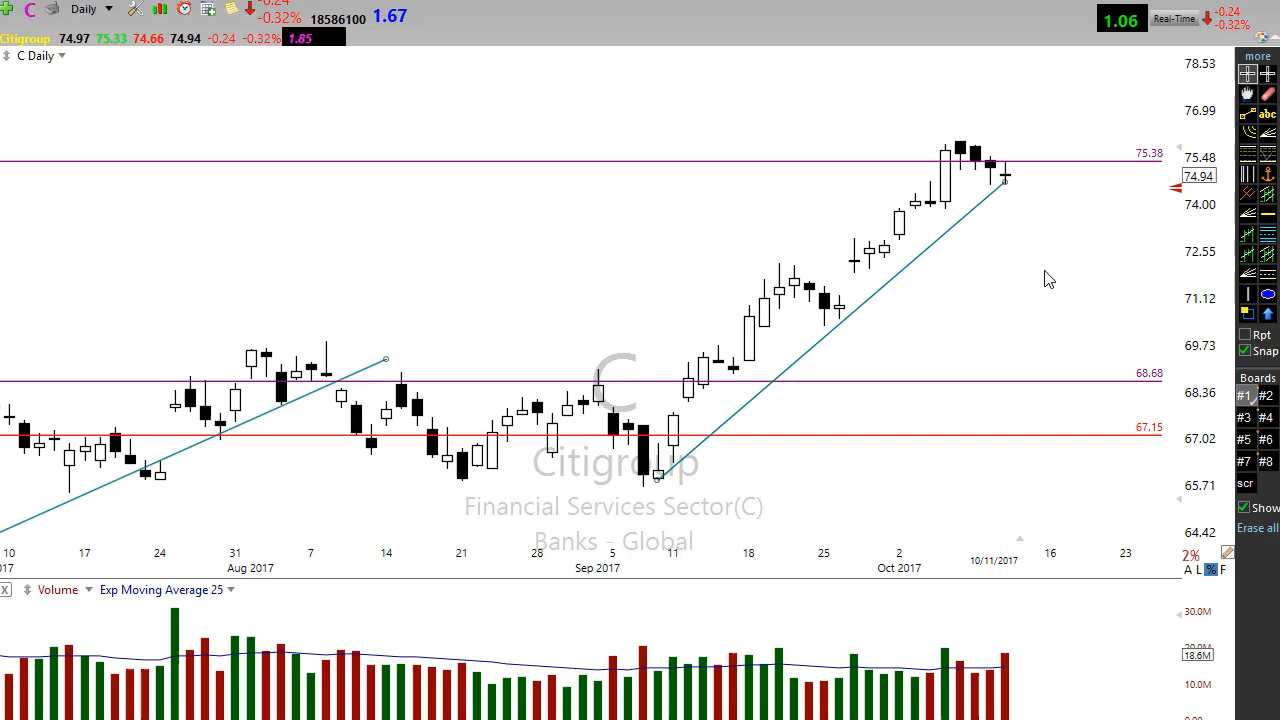 C Daily -0.24 -0.32% 18586100 1.67 1.06 Real-Time -0.24 -0.32%
Citigroup 74.97 75.33 74.66 74.94 -0.24 -0.32% 1.85
C Daily
more
abc
78.53
76.99
75.38
75.48
74.94
74.00
72.55
71.12
69.73
68.68
68.36
67.15
67.02
65.71
64.42
C
Citigroup
Financial Services Sector(C)
Banks - Global
Rpt
Snap
Boards
#1 #2
#3 #4
#5 #6
#7 #8
scr
Show
Erase all
10 17 24 31 7 14 21 28 5 11 18 25 2 10/11/2017 16 23
2017 Aug 2017 Sep 2017 Oct 2017
2%
A L % F
X Volume Exp Moving Average 25
30.0M
18.6M
10.0M